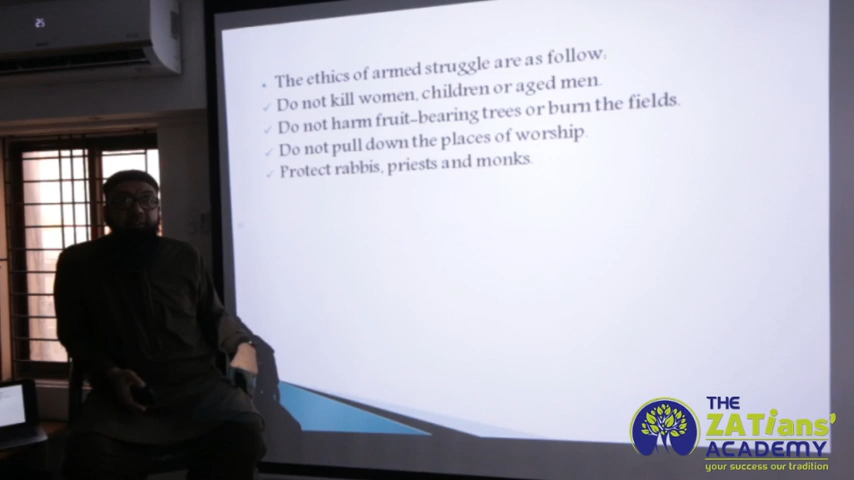 The ethics of armed struggle are as follow:
Do not kill women, children or aged men.
Do not harm fruit-bearing trees or burn the fields.
Do not pull down the places of worship.
Protect rabbis, priests and monks.
THE
ZATians'
ACADEMY
your success our tradition